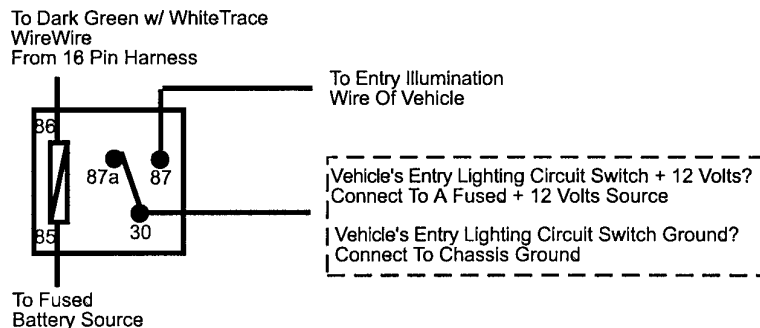 To Dark Green w/ WhiteTrace
WireWire
From 16 Pin Harness
To Entry Illumination
Wire Of Vehicle
86
87a
87
85
30
Vehicle's Entry Lighting Circuit Switch + 12 Volts?
Connect To A Fused + 12 Volts Source
Vehicle's Entry Lighting Circuit Switch Ground?
Connect To Chassis Ground
To Fused
Battery Source